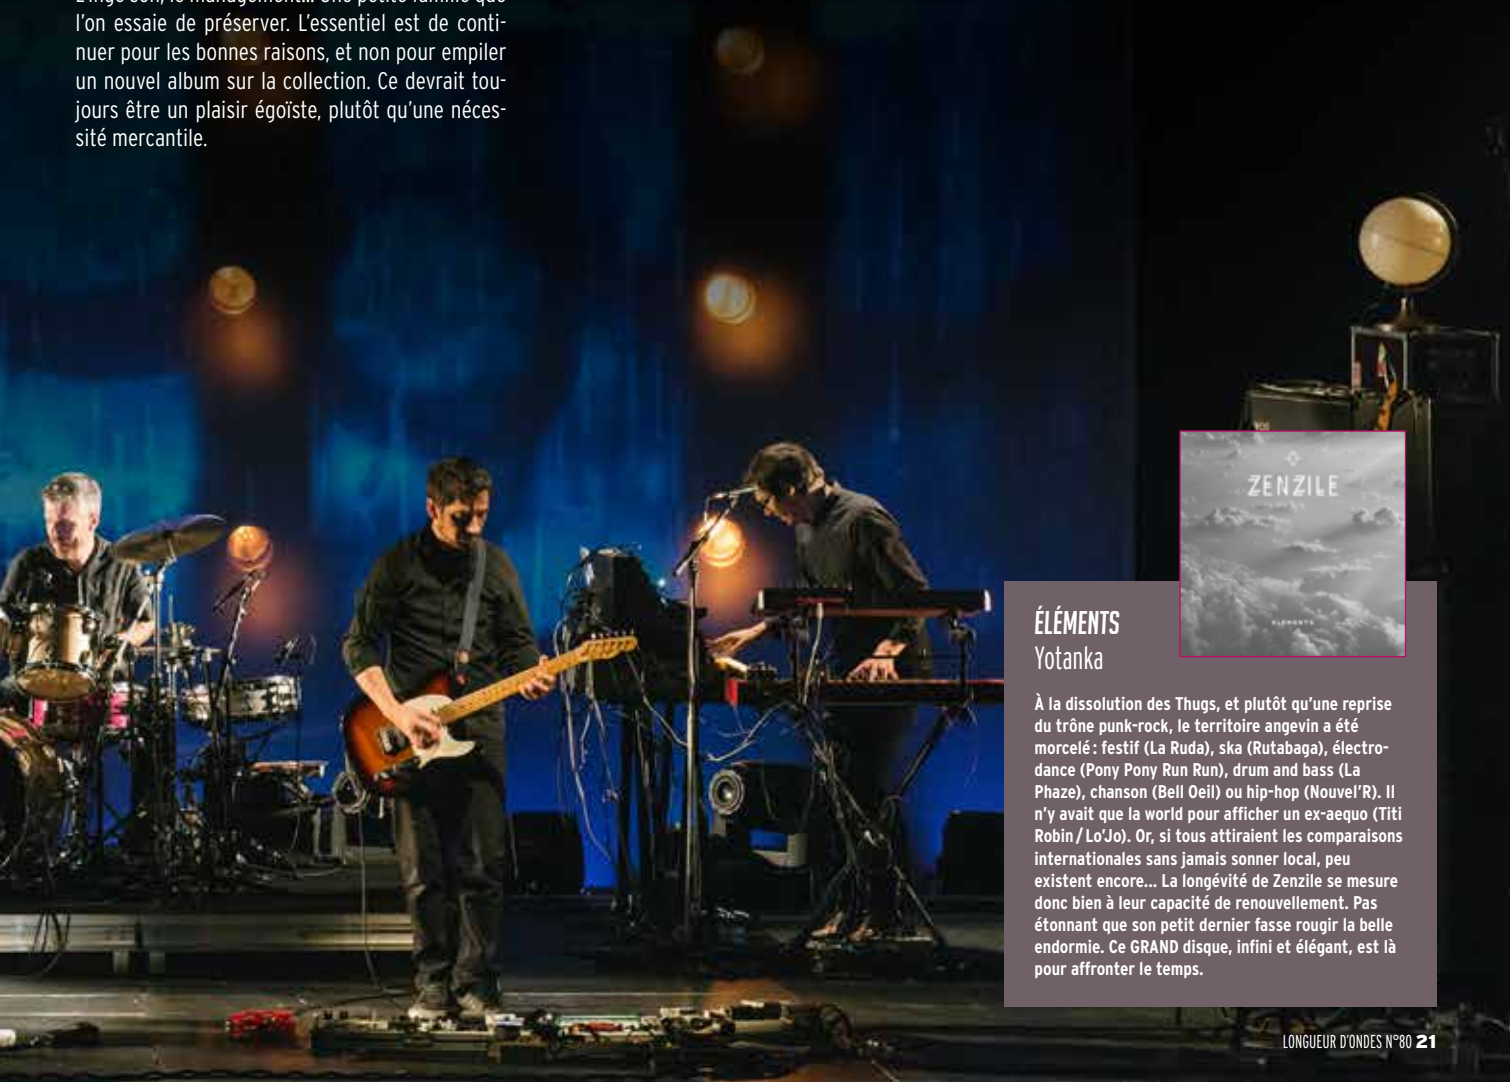 l'on essaie de préserver. L'essentiel est de conti-
nuer pour les bonnes raisons, et non pour empiler
un nouvel album sur la collection. Ce devrait tou-
jours être un plaisir égoïste, plutôt qu'une néces-
sité mercantile.
ZENZILE
ELEMENTS
ÉLÉMENTS
Yotanka
À la dissolution des Thugs, et plutôt qu'une reprise
du trône punk-rock, le territoire angevin a été
morcelé : festif (La Ruda), ska (Rutabaga), électro-
dance (Pony Pony Run Run), drum and bass (La
Phaze), chanson (Bell Oeil) ou hip-hop (Nouvel'R). Il
n'y avait que la world pour afficher un ex-aequo (Titi
Robin / Lo'Jo). Or, si tous attiraient les comparaisons
internationales sans jamais sonner local, peu
existent encore... La longévité de Zenzile se mesure
donc bien à leur capacité de renouvellement. Pas
étonnant que son petit dernier fasse rougir la belle
endormie. Ce GRAND disque, infini et élégant, est là
pour affronter le temps.
LONGUEUR D'ONDES N°80 21